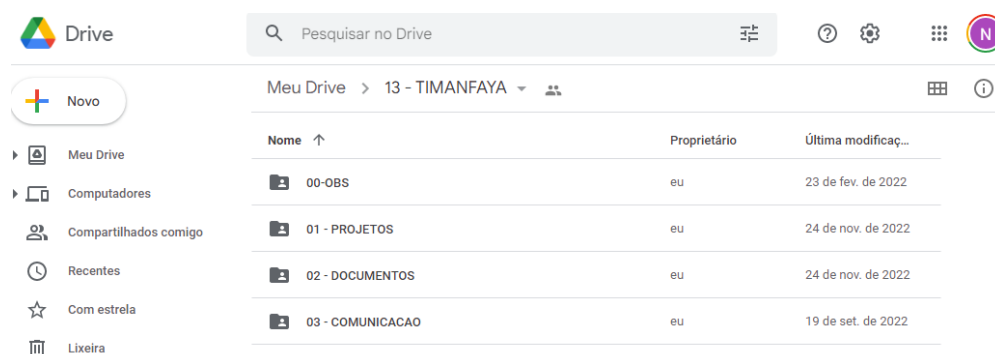 Drive
Pesquisar no Drive
N
Novo
Meu Drive > 13 - TIMANFAYA
Nome Proprietário Última modificaç...
Meu Drive
Computadores
Compartilhados comigo
Recentes
Com estrela
Lixeira
00-OBS eu 23 de fev. de 2022
01 - PROJETOS eu 24 de nov. de 2022
02 - DOCUMENTOS eu 24 de nov. de 2022
03 - COMUNICACAO eu 19 de set. de 2022